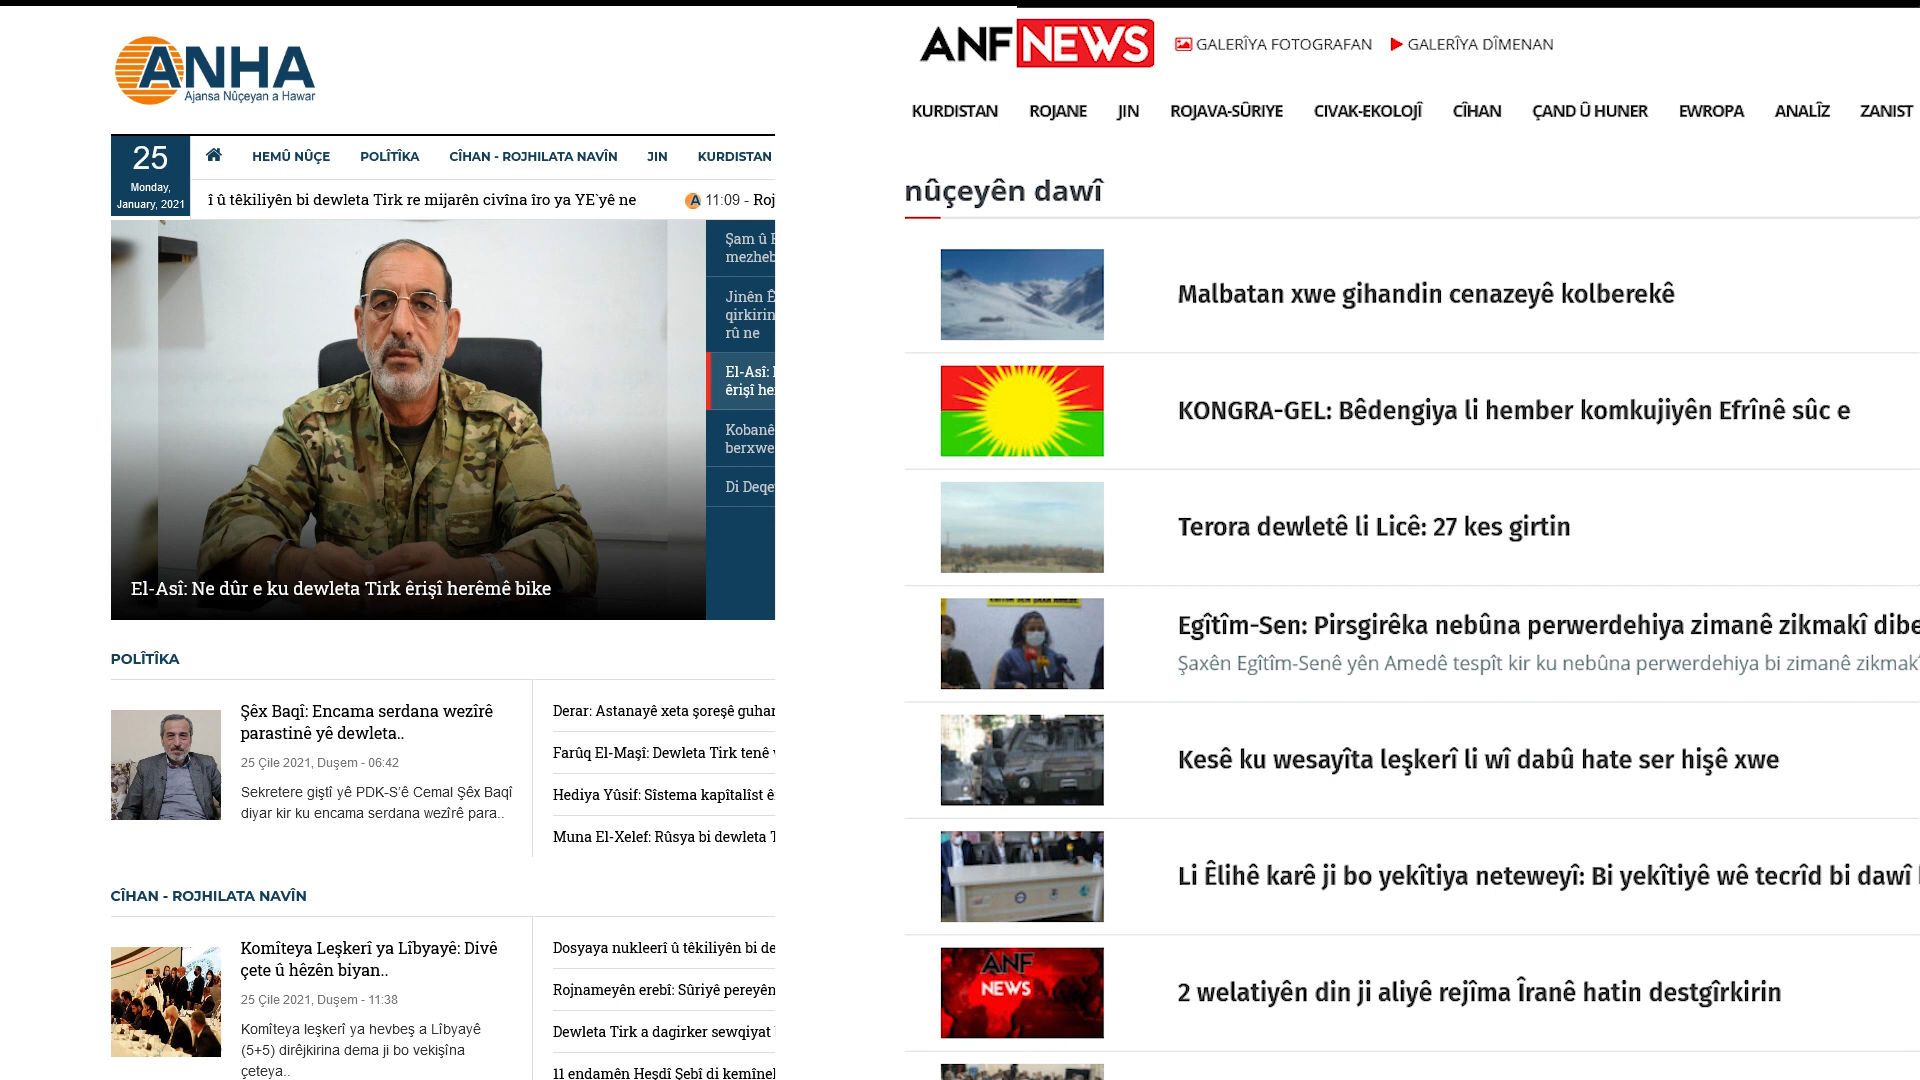 ANHA
Ajansa Nûçeyan a Hawar
25
Monday,
January, 2021
HEMÛ NÛÇE POLÎTÎKA CÎHAN - ROJHILATA NAVÎN JIN KURDISTAN
î û têkiliyên bi dewleta Tirk re mijarên civîna îro ya YE`yê ne A 11:09 - Roj
Şam û
mezheb
Jinên Ê
qirkirin
rû ne
El-Asî:
êrişî he
Kobanê
berxwe
Di Deqe
El-Asî: Ne dûr e ku dewleta Tirk êrişî herêmê bike
POLÎTÎKA
Şêx Baqî: Encama serdana wezîrê
parastinê yê dewleta..
25 Çile 2021, Duşem - 06:42
Sekretere giştî yê PDK-S'ê Cemal Şêx Baqî
diyar kir ku encama serdana wezîrê para..
Derar: Astanayê xeta şoreşê guhar
Farûq El-Maşî: Dewleta Tirk tenê
Hediya Yûsif: Sîstema kapîtalîst ê
Muna El-Xelef: Rûsya bi dewleta T
CÎHAN - ROJHILATA NAVÎN
Komîteya Leşkerî ya Lîbyayê: Divê
çete û hêzên biyan..
25 Çile 2021, Duşem - 11:38
Komîteya leşkerî ya hevbeş a Lîbyayê
(5+5) dirêjkirina dema ji bo vekişîna
çeteya..
Dosyaya nukleerî û têkiliyên bi de
Rojnameyên erebî: Sûriyê pereyên
Dewleta Tirk a dagirker sewqiyat
11 endamên Heşdî Şebî di kemînel
ANF NEWS GALERÎYA FOTOGRAFAN GALERÎYA DÎMENAN
KURDISTAN ROJANE JIN ROJAVA-SÛRIYE CIVAK-EKOLOJÎ CÎHAN ÇAND Û HUNER EWROPA ANALÎZ ZANIST
nûçeyên dawî
Malbatan xwe gihandin cenazeyê kolberekê
KONGRA-GEL: Bêdengiya li hember komkujiyên Efrînê sûc e
Terora dewletê li Licê: 27 kes girtin
Egîtîm-Sen: Pirsgirêka nebûna perwerdehiya zimanê zikmakî dibe
Şaxên Egîtîm-Senê yên Amedê tespît kir ku nebûna perwerdehiya bi zimanê zikmakî
Kesê ku wesayîta leşkerî li wî dabû hate ser hişê xwe
Li Êlihê karê ji bo yekîtiya neteweyî: Bi yekîtiyê wê tecrîd bi dawî
ANF
NEWS
2 welatiyên din ji aliyê rejîma Îranê hatin destgîrkirin